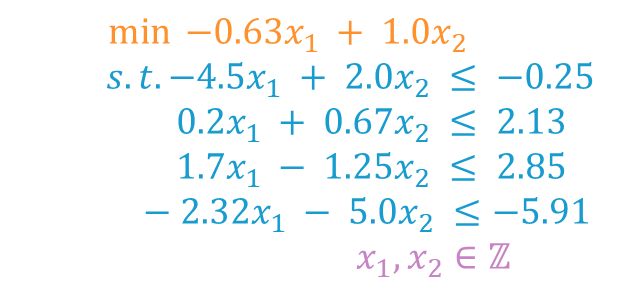 min −0.63x₁ + 1.0x₂
s.t. −4.5x₁ + 2.0x₂ ≤ −0.25
0.2x₁ + 0.67x₂ ≤ 2.13
1.7x₁ − 1.25x₂ ≤ 2.85
− 2.32x₁ − 5.0x₂ ≤ −5.91
x₁, x₂ ∈ ℤ